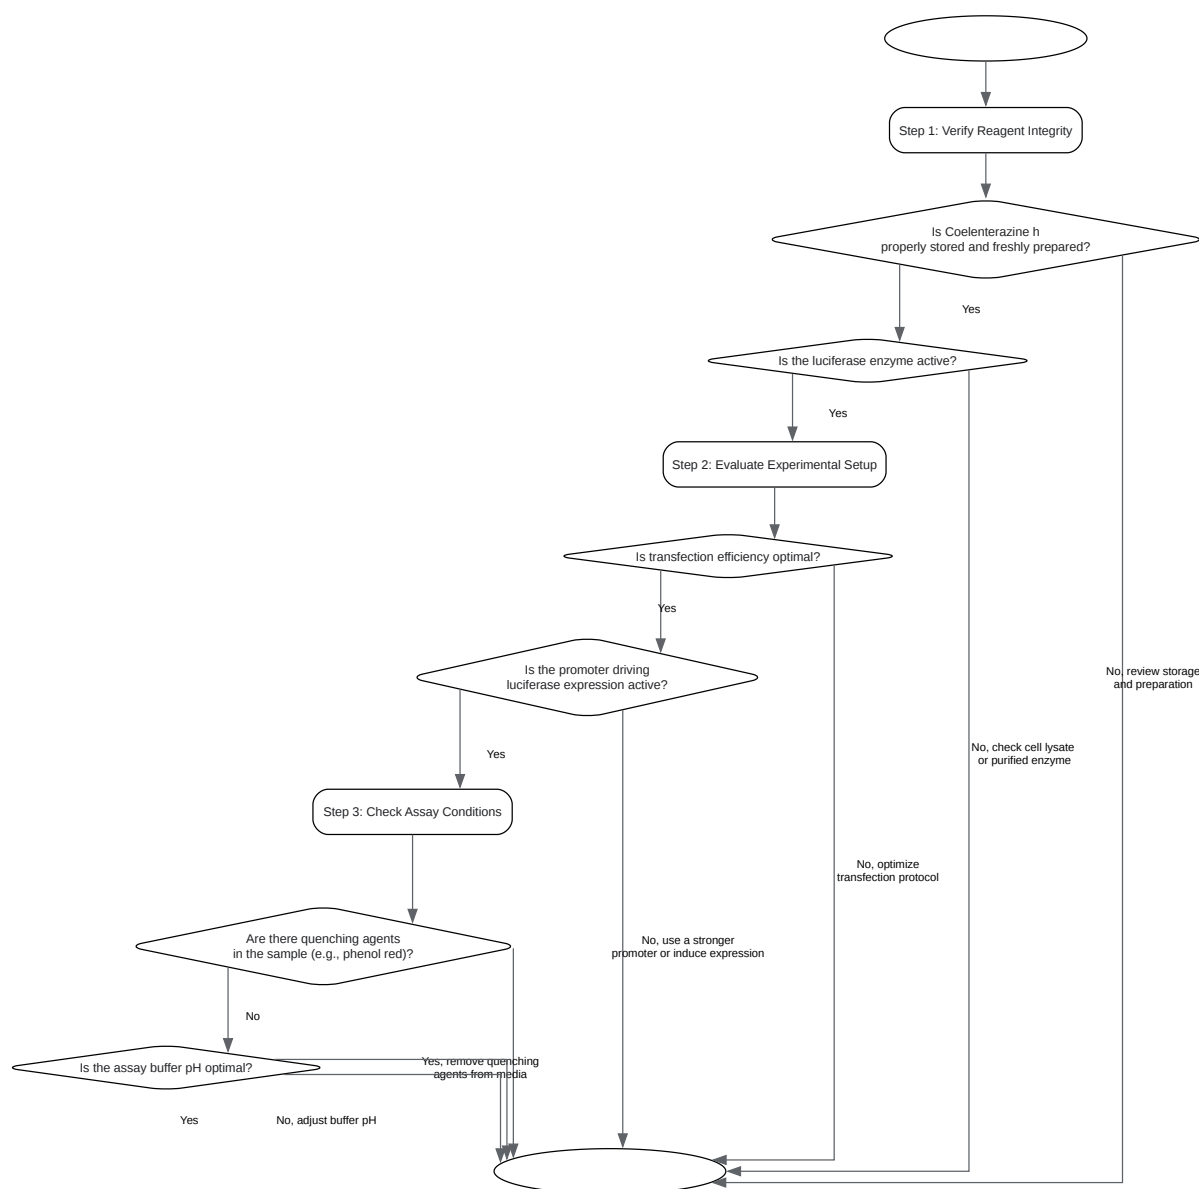 Step 1: Verify Reagent Integrity
Is Coelenterazine h
properly stored and freshly prepared?
Yes
Is the luciferase enzyme active?
Yes
Step 2: Evaluate Experimental Setup
Is transfection efficiency optimal?
Yes
Is the promoter driving
luciferase expression active?
No, review storage
and preparation
Yes
No, check cell lysate
or purified enzyme
Step 3: Check Assay Conditions
No, optimize
transfection protocol
Are there quenching agents
in the sample (e.g., phenol red)?
No, use a stronger
promoter or induce expression
No
Is the assay buffer pH optimal?
Yes, remove quenching
agents from media
Yes
No, adjust buffer pH